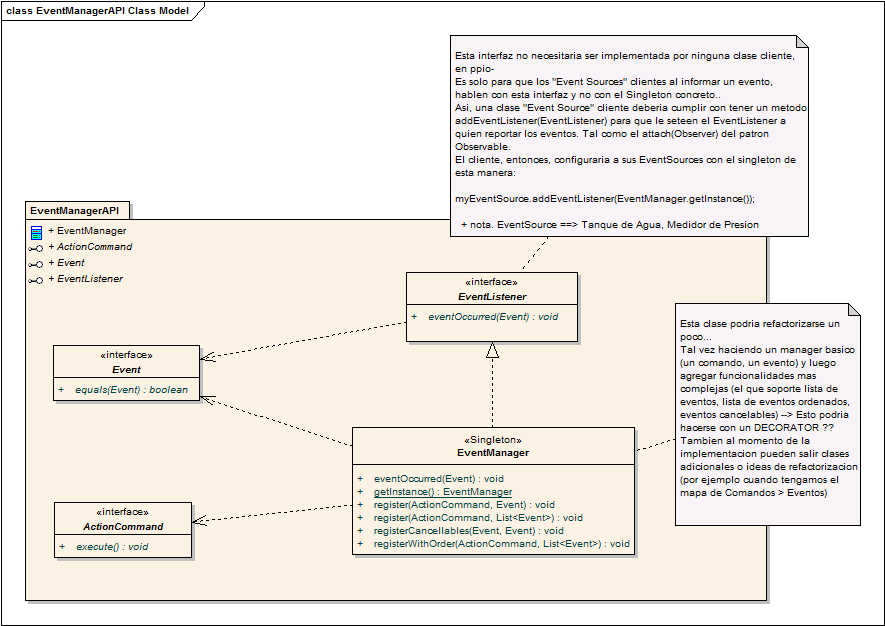 class EventManagerAPI Class Model
Esta interfaz no necesitaria ser implementada por ninguna clase cliente,
en ppio-
Es solo para que los "Event Sources" clientes al informar un evento,
hablen con esta interfaz y no con el Singleton concreto..
Asi, una clase "Event Source" cliente deberia cumplir con tener un metodo
addEventListener(EventListener) para que le seteen el EventListener a
quien reportar los eventos. Tal como el attach(Observer) del patron
Observable.
El cliente, entonces, configuraria a sus EventSources con el singleton de
esta manera:
myEventSource.addEventListener(EventManager.getInstance());
+ nota. EventSource ==> Tanque de Agua, Medidor de Presion
EventManagerAPI
+ EventManager
+ ActionCommand
+ Event
+ EventListener
«interface»
EventListener
+ eventOccurred(Event) : void
«interface»
Event
+ equals(Event) : boolean
Esta clase podria refactorizarse un
poco...
Tal vez haciendo un manager basico
(un comando, un evento) y luego
agregar funcionalidades mas
complejas (el que soporte lista de
eventos, lista de eventos ordenados,
eventos cancelables) --> Esto podria
hacerse con un DECORATOR ??
Tambien al momento de la
implementacion pueden salir clases
adicionales o ideas de refactorizacion
(por ejemplo cuando tengamos el
mapa de Comandos > Eventos)
«Singleton»
EventManager
+ eventOccurred(Event) : void
+ getInstance() : EventManager
+ register(ActionCommand, Event) : void
+ register(ActionCommand, List<Event>) : void
+ registerCancellables(Event, Event) : void
+ registerWithOrder(ActionCommand, List<Event>) : void
«interface»
ActionCommand
+ execute() : void